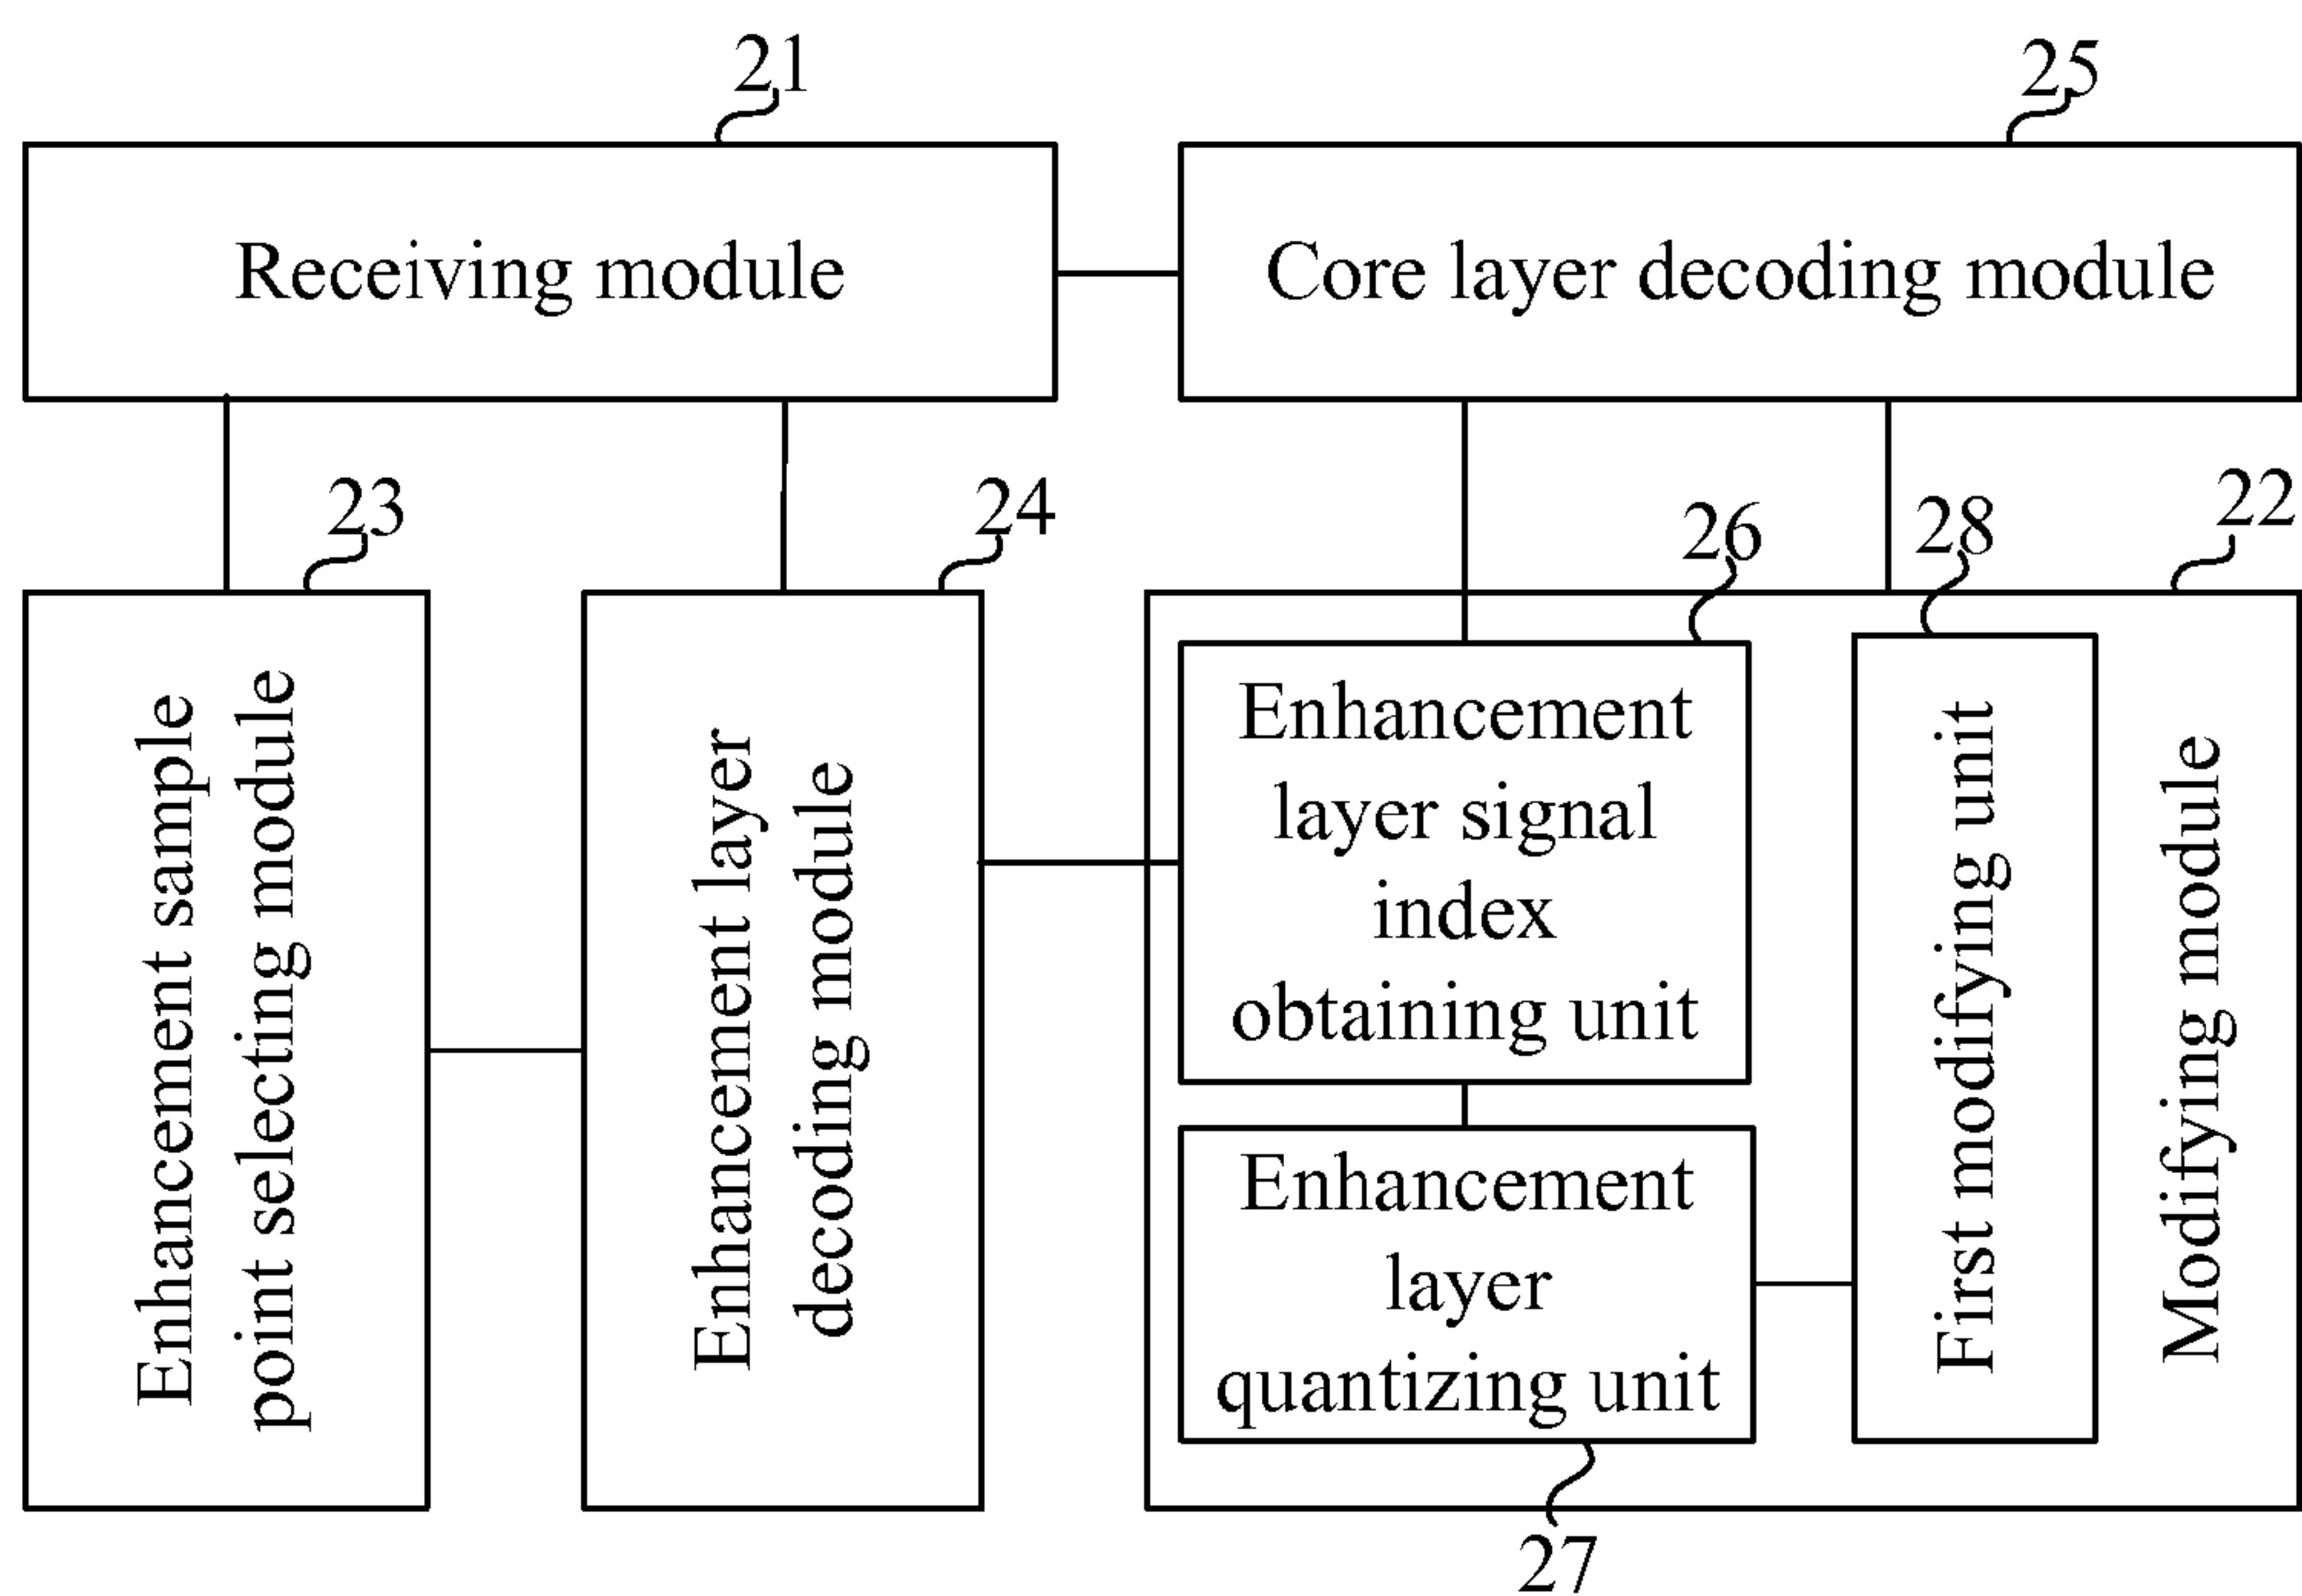 21
25
Receiving module
Core layer decoding module
23
24
26
28
22
Enhancement sample
point selecting module
Enhancement layer
decoding module
Enhancement
layer signal
index
obtaining unit
Enhancement
layer
quantizing unit
First modifying unit
Modifying module
27